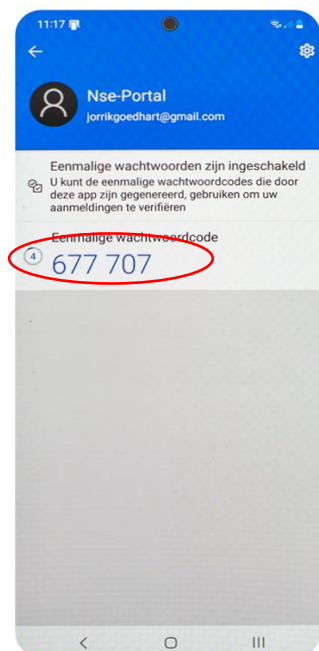 11:17
Nse-Portal
jorrikgoedhart@gmail.com
Eenmalige wachtwoorden zijn ingeschakeld
U kunt de eenmalige wachtwoordcodes die door
deze app zijn gegenereerd, gebruiken om uw
aanmeldingen te verifiëren
Eenmalige wachtwoordcode
4
677 707